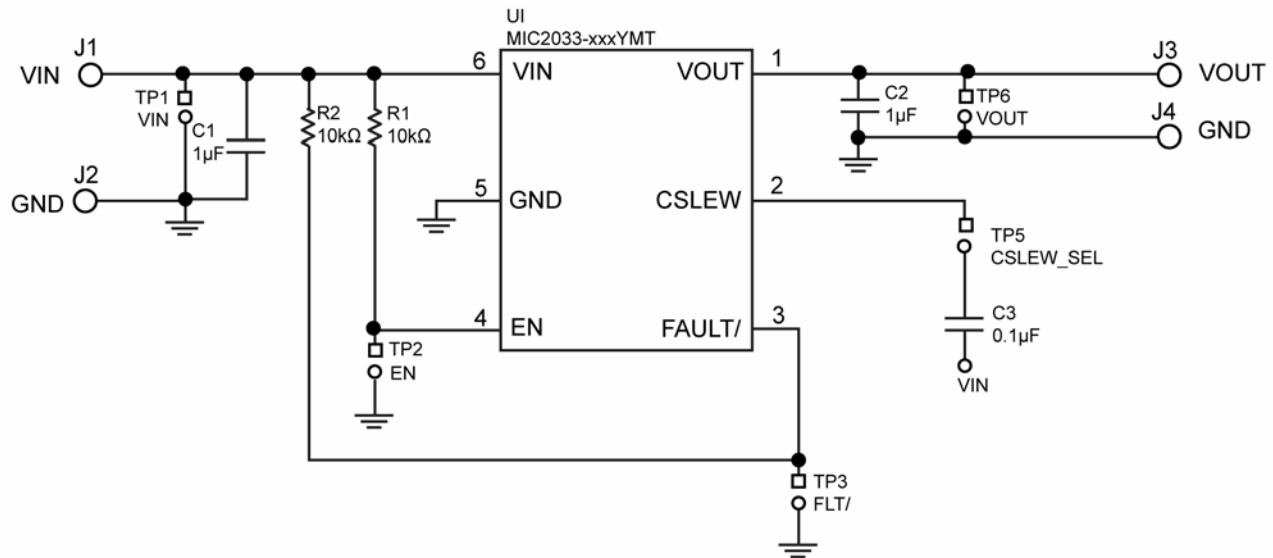 UI
MIC2033-xxxYMT
J1
VIN
TP1
VIN
C1
1µF
R2
10kΩ
R1
10kΩ
6
VIN
VOUT
1
C2
1µF
TP6
VOUT
J3
VOUT
J4
GND
J2
GND
5
GND
CSLEW
2
TP5
CSLEW_SEL
C3
0.1µF
VIN
4
EN
FAULT/
3
TP2
EN
TP3
FLT/